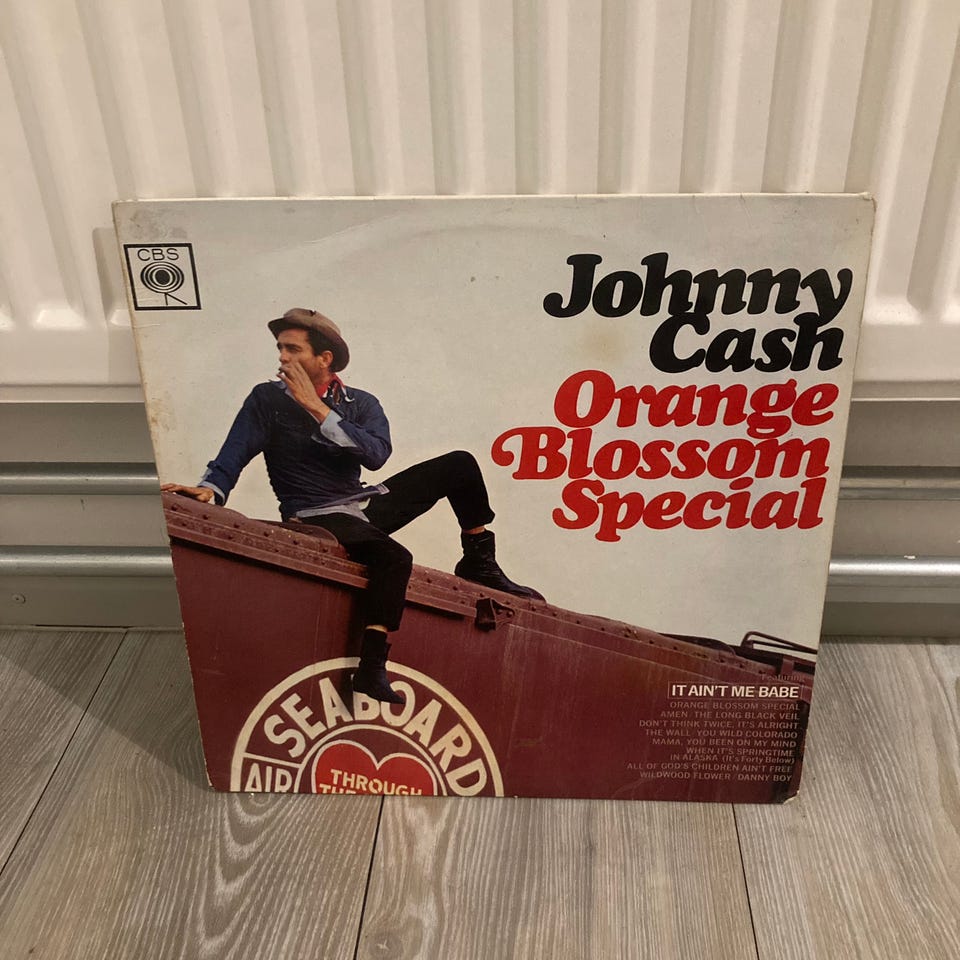 CBS
Johnny
Cash
Orange
Blossom
Special
Featuring
IT AIN'T ME BABE
ORANGE BLOSSOM SPECIAL
AMEN THE LONG BLACK VEIL
DON'T THINK TWICE, IT'S ALRIGHT
THE WALL YOU WILD COLORADO
MAMA, YOU BEEN ON MY MIND
WHEN IT'S SPRINGTIME
IN ALASKA (It's Forty Below)
ALL OF GOD'S CHILDREN AIN'T FREE
WILDWOOD FLOWER DANNY BOY
SEABOARD
AIR
THROUGH